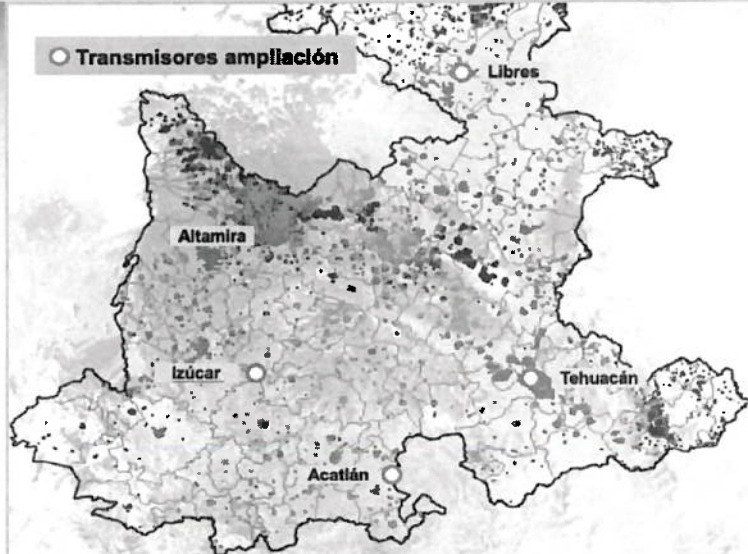 Transmisores ampliación
Libres
Altamira
Izúcar
Tehuacán
Acatlán